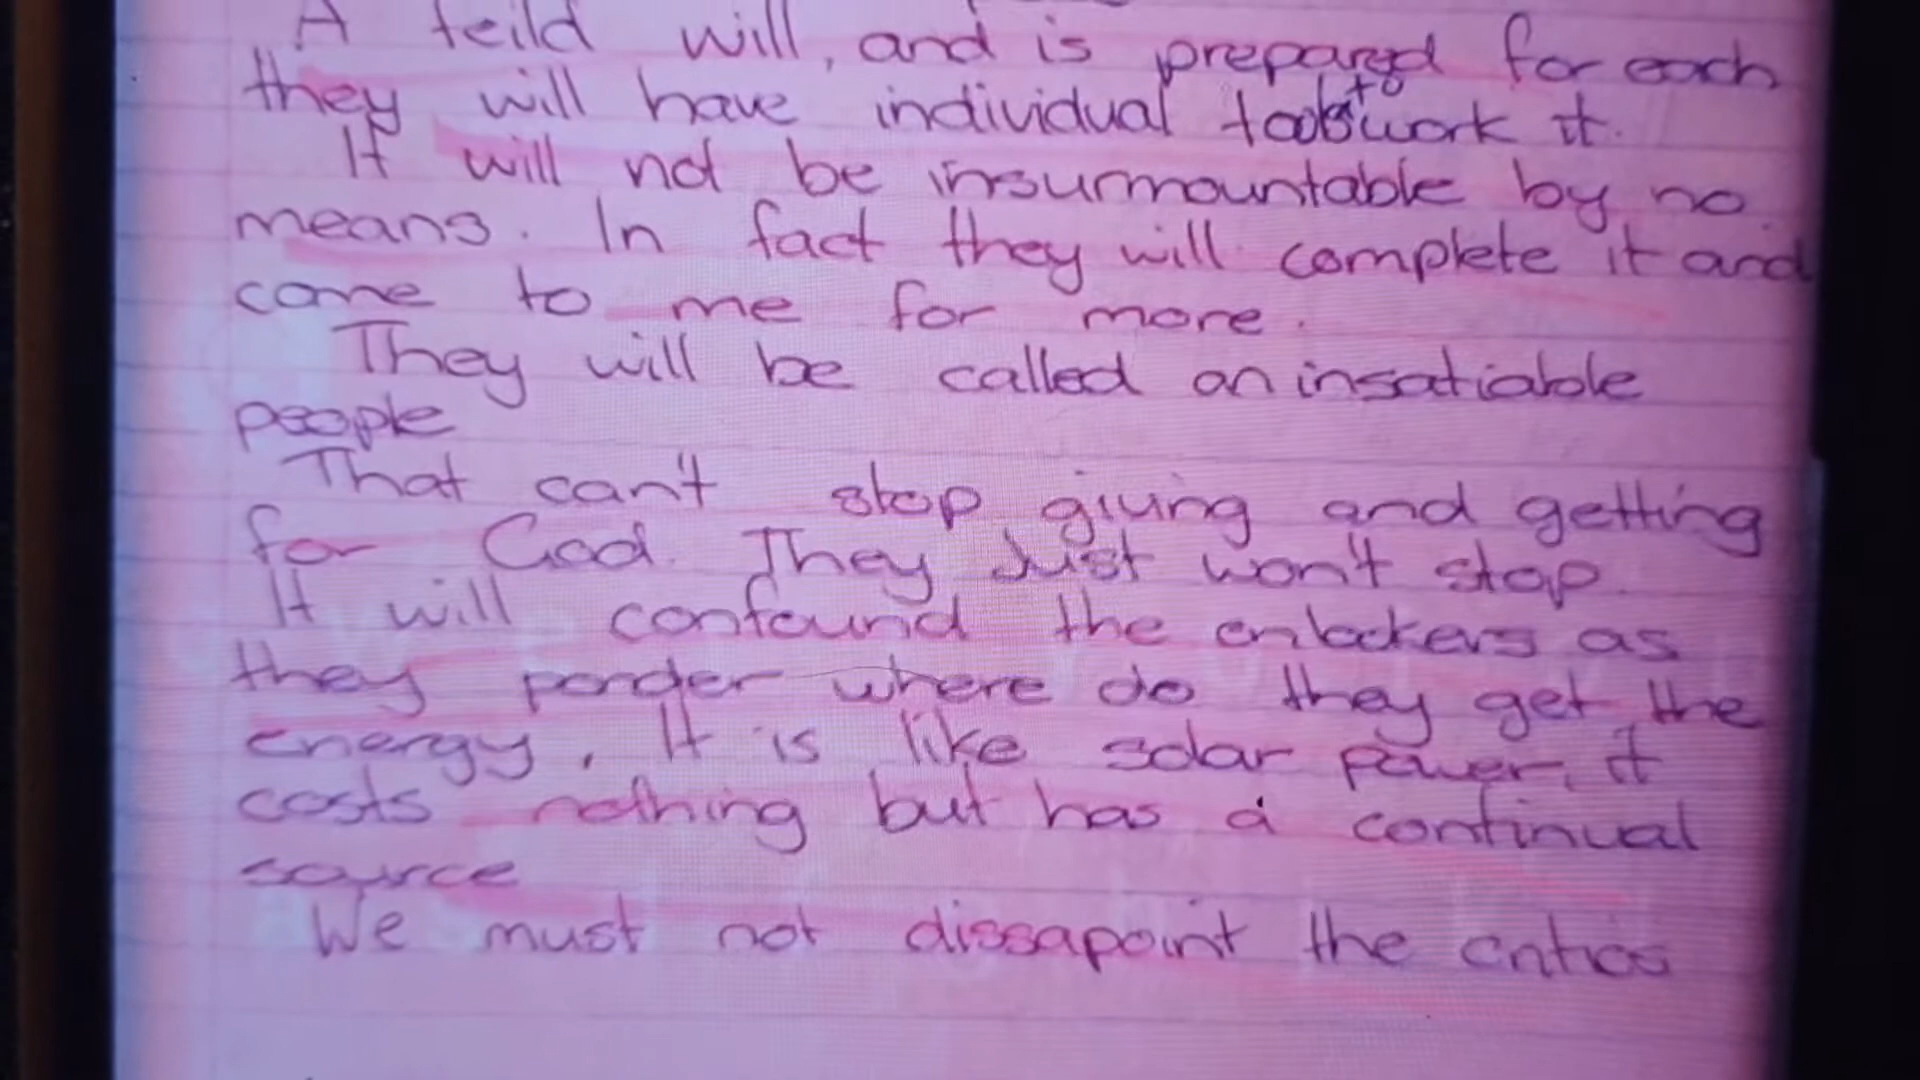 A feild will, and is prepared for each
they will have individual tools to work it.
It will not be insurmountable by no
means. In fact they will complete it and
come to me for more.
They will be called an insatiable
people
That can't stop giving and getting
for God. They Just won't stop.
It will confound the onlookers as
they ponder where do they get the
energy. It is like solar power, it
costs nothing but has a continual
source
We must not dissapoint the critics